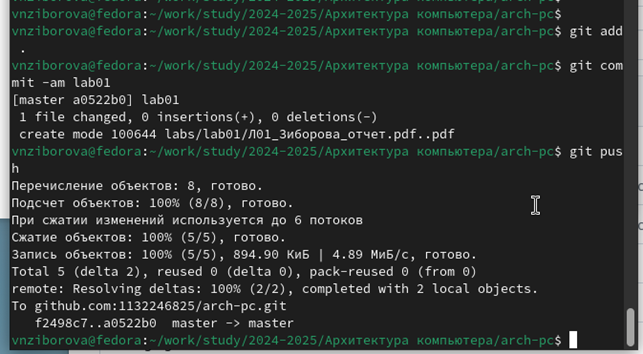 vnziborova@fedora:~/work/study/2024-2025/Архитектура компьютера/arch-pc$
vnziborova@fedora:~/work/study/2024-2025/Архитектура компьютера/arch-pc$ git add
.
vnziborova@fedora:~/work/study/2024-2025/Архитектура компьютера/arch-pc$ git com
mit -am lab01
[master a0522b0] lab01
1 file changed, 0 insertions(+), 0 deletions(-)
create mode 100644 labs/lab01/Л01_Зиборова_отчет.pdf..pdf
vnziborova@fedora:~/work/study/2024-2025/Архитектура компьютера/arch-pc$ git pus
h
Перечисление объектов: 8, готово.
Подсчет объектов: 100% (8/8), готово.
При сжатии изменений используется до 6 потоков
Сжатие объектов: 100% (5/5), готово.
Запись объектов: 100% (5/5), 894.90 КиБ | 4.89 МиБ/с, готово.
Total 5 (delta 2), reused 0 (delta 0), pack-reused 0 (from 0)
remote: Resolving deltas: 100% (2/2), completed with 2 local objects.
To github.com:1132246825/arch-pc.git
f2498c7..a0522b0 master -> master
vnziborova@fedora:~/work/study/2024-2025/Архитектура компьютера/arch-pc$